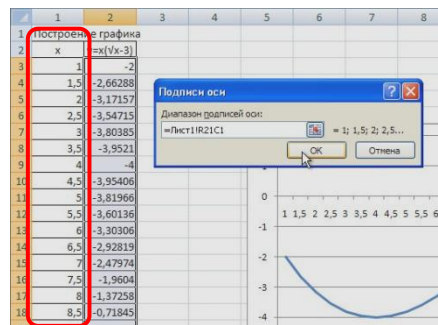 1 2 3 4 5 6 7 8
1 Построение графика
2 x y=x(√x-3)
3 1 -2
4 1,5 -2,66288
5 2 -3,17157
6 2,5 -3,54715
7 3 -3,80385
8 3,5 -3,9521
9 4 -4
10 4,5 -3,95406
11 5 -3,81966
12 5,5 -3,60136
13 6 -3,30306
14 6,5 -2,92819
15 7 -2,47974
16 7,5 -1,9604
17 8 -1,37258
18 8,5 -0,71845
Подписи оси
Диапазон подписей оси:
=Лист1!R21C1 = 1; 1,5; 2; 2,5...
ОК Отмена
0
1 1,5 2 2,5 3 3,5 4 4,5 5 5,5 6
-1
-2
-3
-4